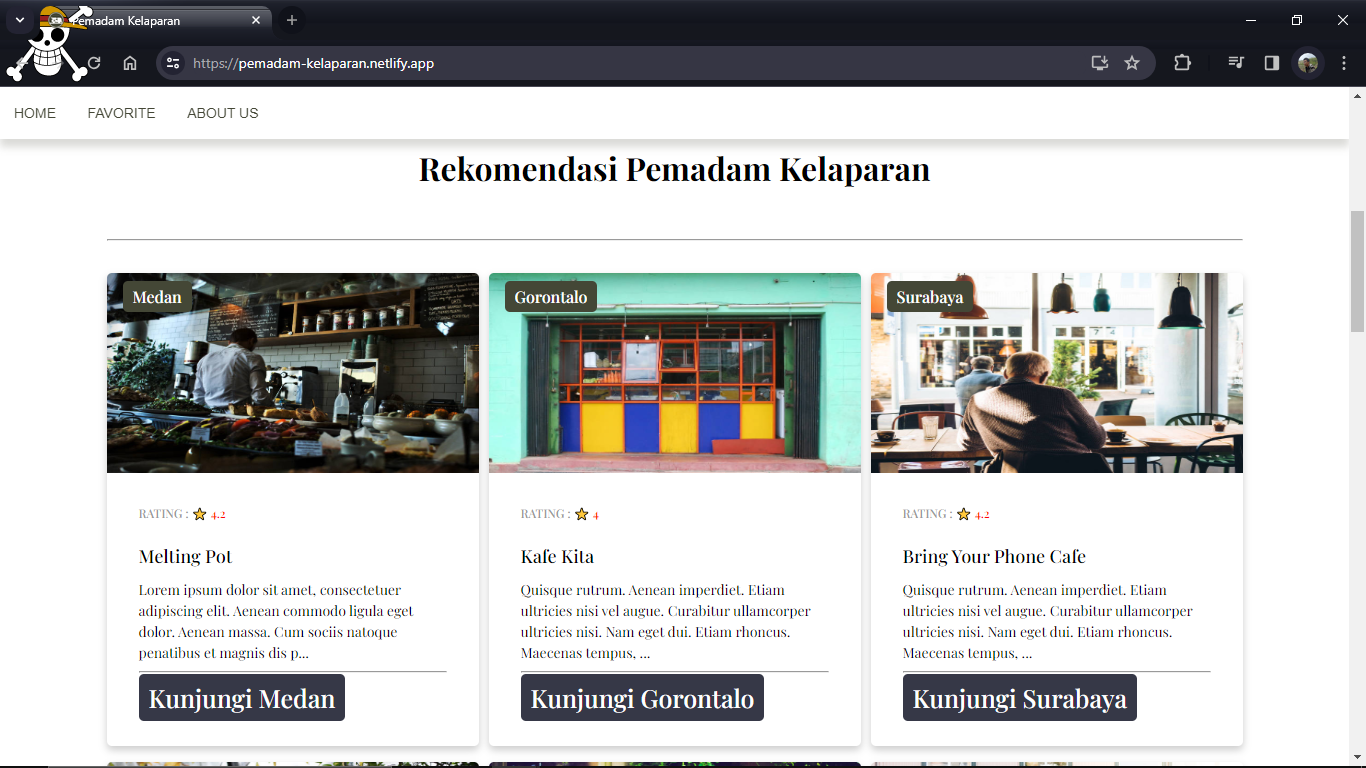 Pemadam Kelaparan
https://pemadam-kelaparan.netlify.app
HOME FAVORITE ABOUT US
Rekomendasi Pemadam Kelaparan
Medan
Gorontalo
Surabaya
RATING : ⭐ 4.2
Melting Pot
Lorem ipsum dolor sit amet, consectetuer
adipiscing elit. Aenean commodo ligula eget
dolor. Aenean massa. Cum sociis natoque
penatibus et magnis dis p...
Kunjungi Medan
RATING : ⭐ 4
Kafe Kita
Quisque rutrum. Aenean imperdiet. Etiam
ultricies nisi vel augue. Curabitur ullamcorper
ultricies nisi. Nam eget dui. Etiam rhoncus.
Maecenas tempus, ...
Kunjungi Gorontalo
RATING : ⭐ 4.2
Bring Your Phone Cafe
Quisque rutrum. Aenean imperdiet. Etiam
ultricies nisi vel augue. Curabitur ullamcorper
ultricies nisi. Nam eget dui. Etiam rhoncus.
Maecenas tempus, ...
Kunjungi Surabaya